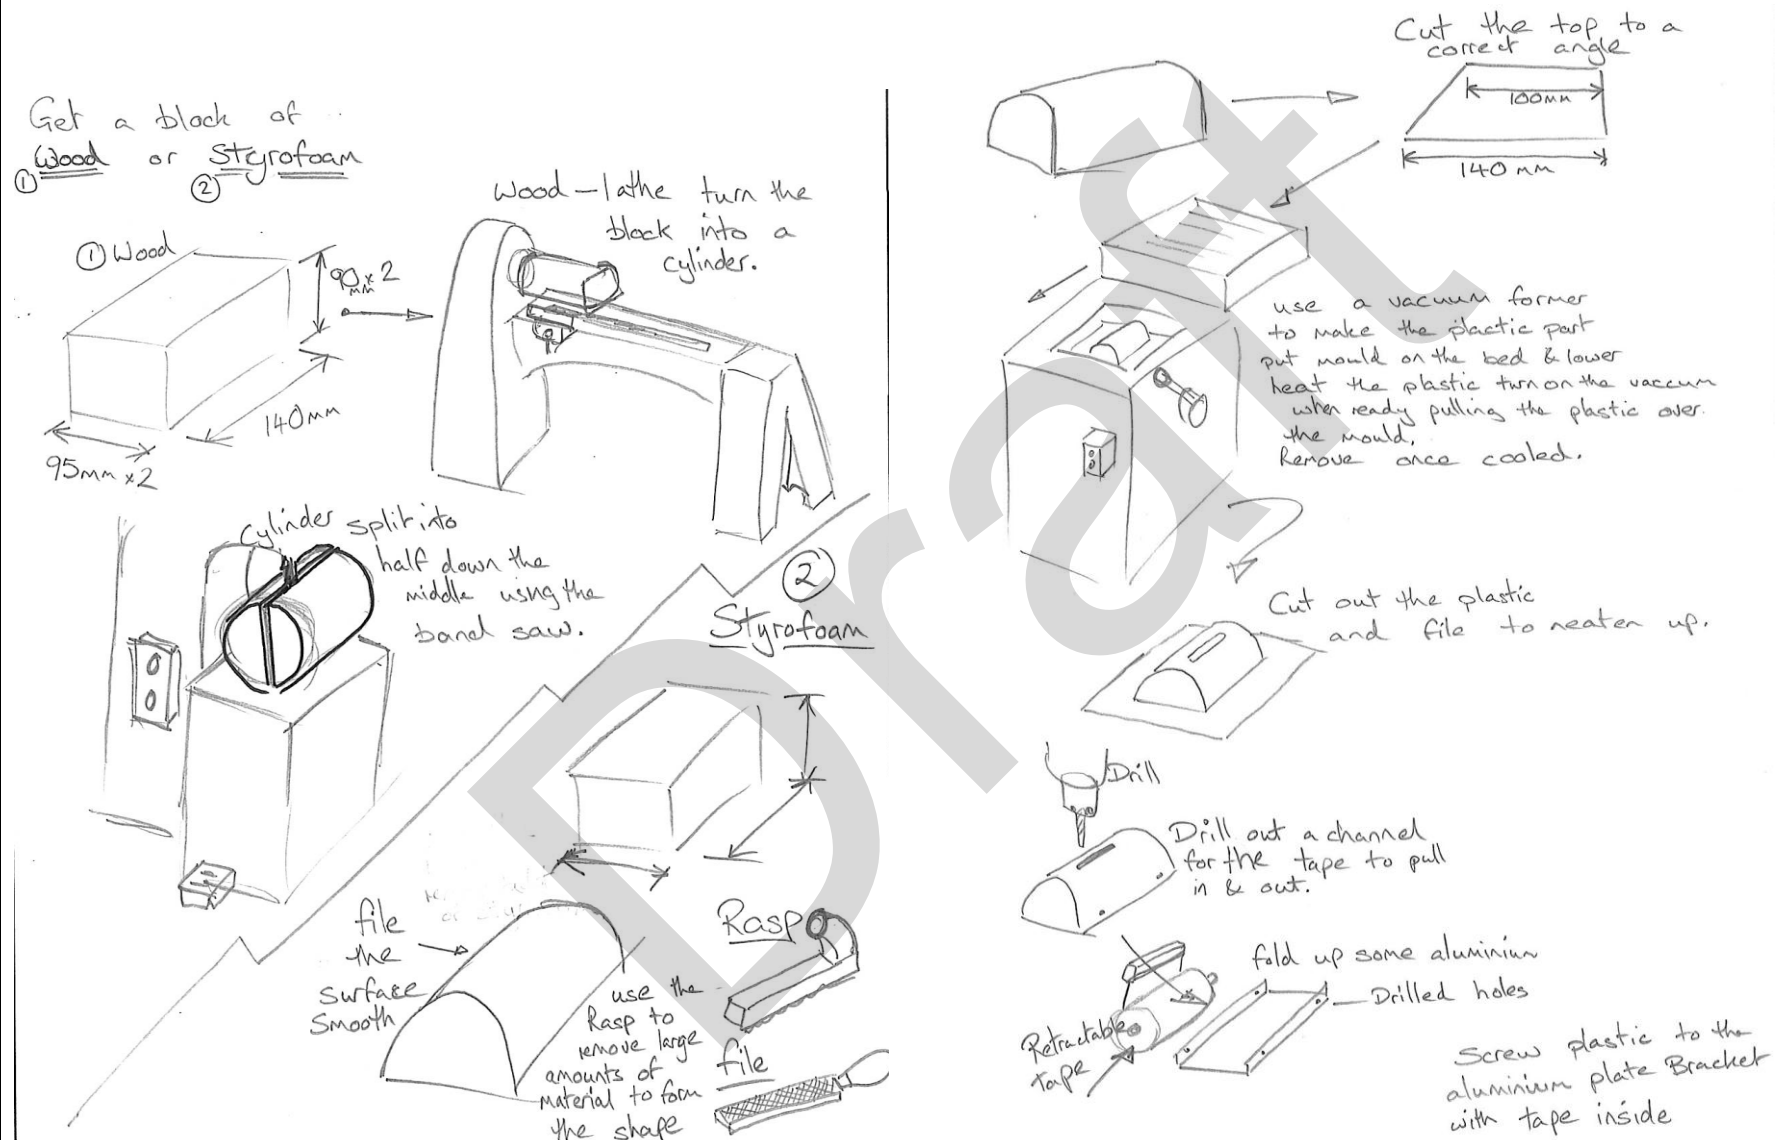 Get a block of
① Wood or ② Styrofoam
① Wood
90 x 2
mm
140mm
95mm x2
wood-lathe turn the
block into a
cylinder.
Cylinder split into
half down the
middle using the
band saw.
②
Styrofoam
file
the
surface
smooth
use the
Rasp to
remove large
amounts of
material to form
the shape
Rasp
file
Cut the top to a
correct angle
100mm
140mm
use a vacuum former
to make the plactic part
put mould on the bed & lower
heat the plastic turn on the vaccum
when ready pulling the plastic over
the mould.
Remove once cooled.
Cut out the plastic
and file to neaten up.
Drill
Drill out a channel
for the tape to pull
in & out.
fold up some aluminium
Drilled holes
Retractable
tape
Screw plastic to the
aluminium plate Bracket
with tape inside
Draft